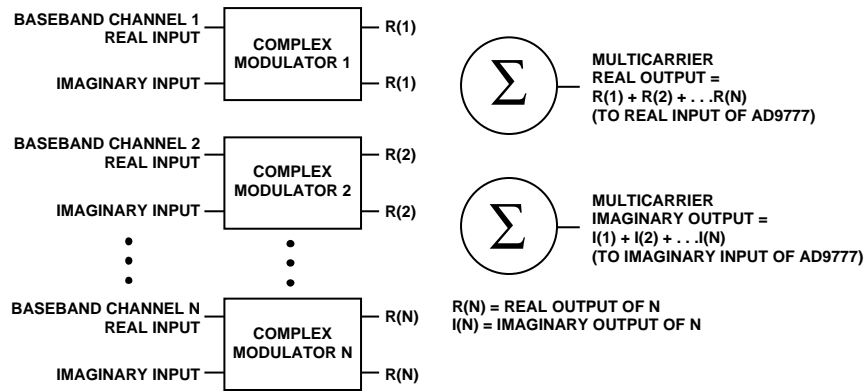 BASEBAND CHANNEL 1
REAL INPUT
IMAGINARY INPUT
COMPLEX
MODULATOR 1
R(1)
R(1)
BASEBAND CHANNEL 2
REAL INPUT
IMAGINARY INPUT
COMPLEX
MODULATOR 2
R(2)
R(2)
BASEBAND CHANNEL N
REAL INPUT
IMAGINARY INPUT
COMPLEX
MODULATOR N
R(N)
R(N)
Σ
MULTICARRIER
REAL OUTPUT =
R(1) + R(2) + . . .R(N)
(TO REAL INPUT OF AD9777)
Σ
MULTICARRIER
IMAGINARY OUTPUT =
I(1) + I(2) + . . .I(N)
(TO IMAGINARY INPUT OF AD9777)
R(N) = REAL OUTPUT OF N
I(N) = IMAGINARY OUTPUT OF N